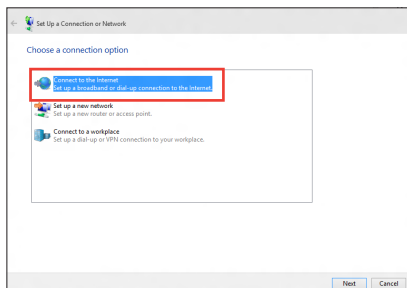 Set Up a Connection or Network
Choose a connection option
Connect to the Internet
Set up a broadband or dial-up connection to the Internet.
Set up a new network
Set up a new router or access point.
Connect to a workplace
Set up a dial-up or VPN connection to your workplace.
Next Cancel